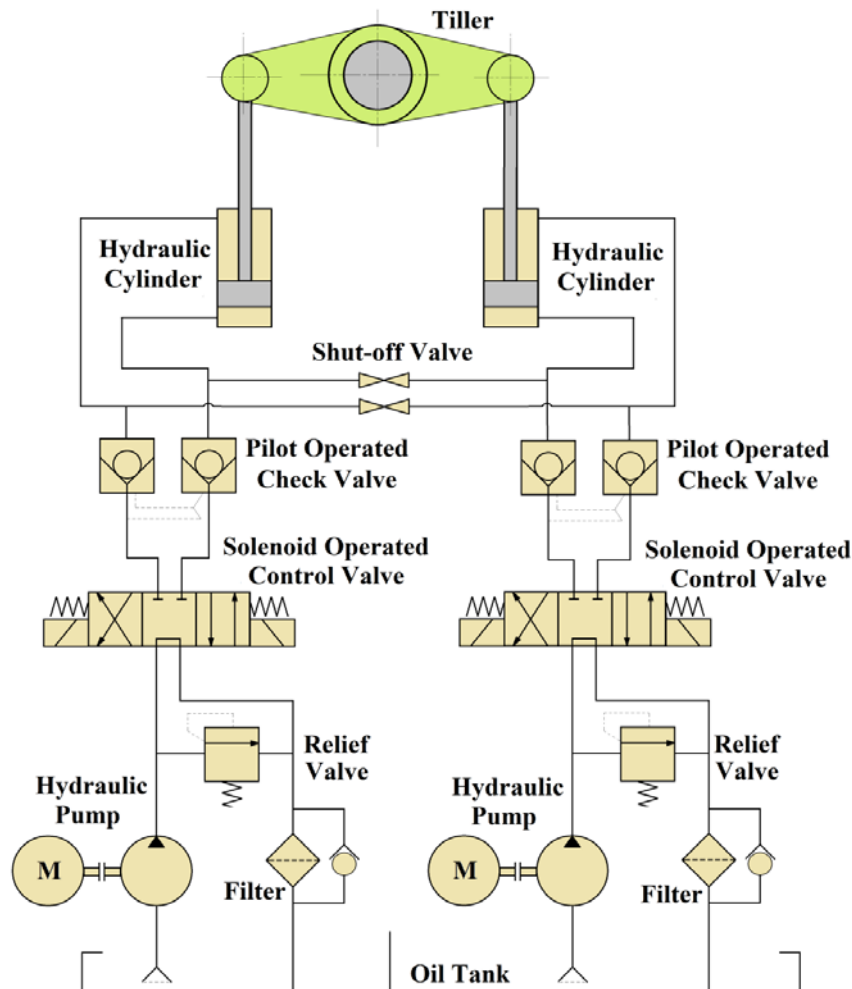 Tiller
Hydraulic
Cylinder
Hydraulic
Cylinder
Shut-off Valve
Pilot Operated
Check Valve
Pilot Operated
Check Valve
Solenoid Operated
Control Valve
Solenoid Operated
Control Valve
Relief
Valve
Relief
Valve
Hydraulic
Pump
Hydraulic
Pump
M
M
Filter
Filter
Oil Tank